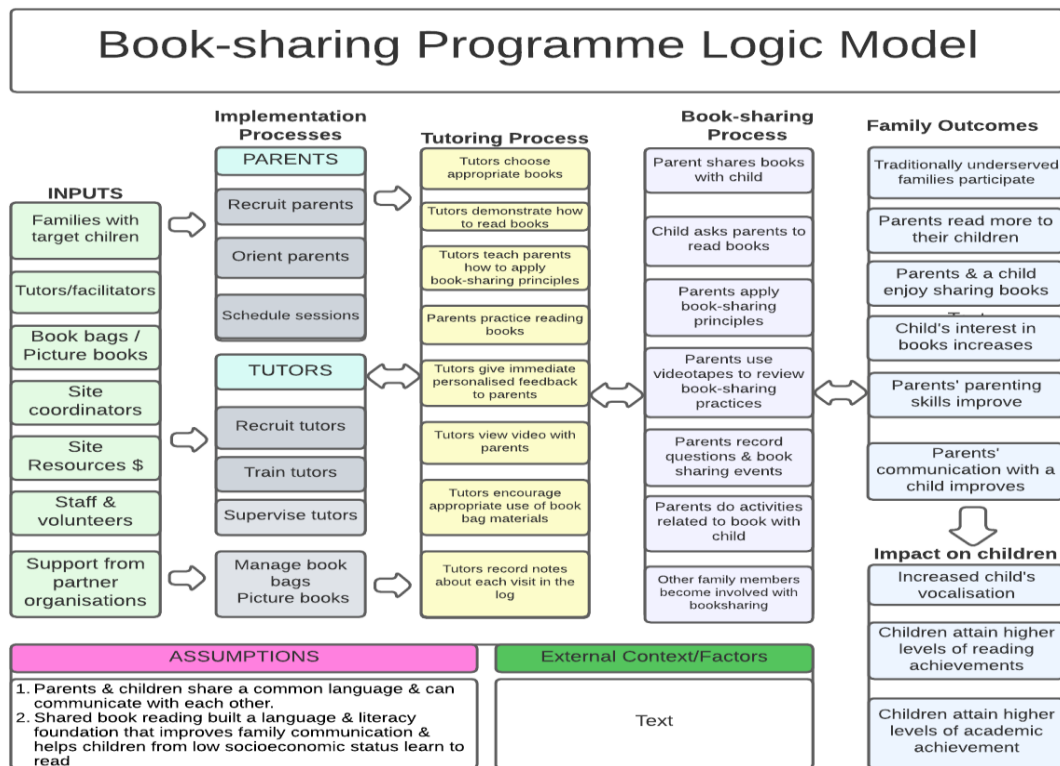 Book-sharing Programme Logic Model
INPUTS
Families with
target chilren
Tutors/facilitators
Book bags /
Picture books
Site
coordinators
Site
Resources $
Staff &
volunteers
Support from
partner
organisations
Implementation
Processes
PARENTS
Recruit parents
Orient parents
Schedule sessions
TUTORS
Recruit tutors
Train tutors
Supervise tutors
Manage book
bags
Picture books
Tutoring Process
Tutors choose
appropriate books
Tutors demonstrate how
to read books
Tutors teach parents
how to apply
book-sharing principles
Parents practice reading
books
Tutors give immediate
personalised feedback
to parents
Tutors view video with
parents
Tutors encourage
appropriate use of book
bag materials
Tutors record notes
about each visit in the
log
Book-sharing
Process
Parent shares books
with child
Child asks parents to
read books
Parents apply
book-sharing
principles
Parents use
videotapes to review
book-sharing
practices
Parents record
questions & book
sharing events
Parents do activities
related to book with
child
Other family members
become involved with
booksharing
Family Outcomes
Traditionally underserved
families participate
Parents read more to
their children
Parents & a child
enjoy sharing books
Child's interest in
books increases
Parents' parenting
skills improve
Parents'
communication with a
child improves
Impact on children
Increased child's
vocalisation
Children attain higher
levels of reading
achievements
Children attain higher
levels of academic
achievement
ASSUMPTIONS
1. Parents & children share a common language & can
communicate with each other.
2. Shared book reading built a language & literacy
foundation that improves family communication &
helps children from low socioeconomic status learn to
read
External Context/Factors
Text